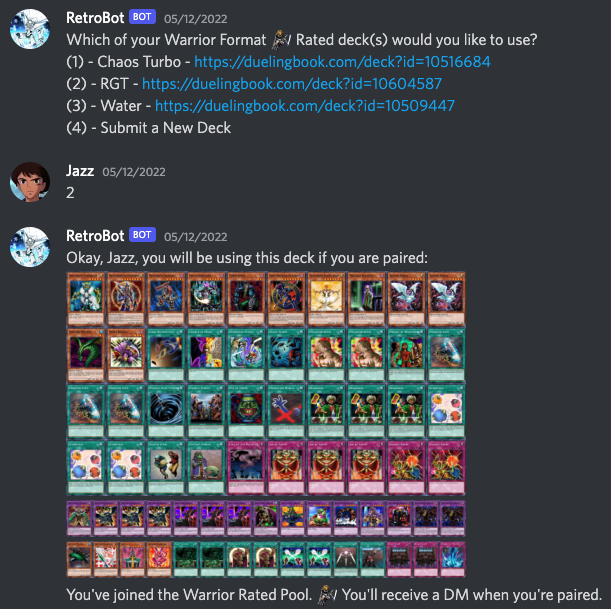 RetroBot BOT 05/12/2022
Which of your Warrior Format Rated deck(s) would you like to use?
(1) - Chaos Turbo - https://duelingbook.com/deck?id=10516684
(2) - RGT - https://duelingbook.com/deck?id=10604587
(3) - Water - https://duelingbook.com/deck?id=10509447
(4) - Submit a New Deck
Jazz 05/12/2022
2
RetroBot BOT 05/12/2022
Okay, Jazz, you will be using this deck if you are paired:
You've joined the Warrior Rated Pool. You'll receive a DM when you're paired.